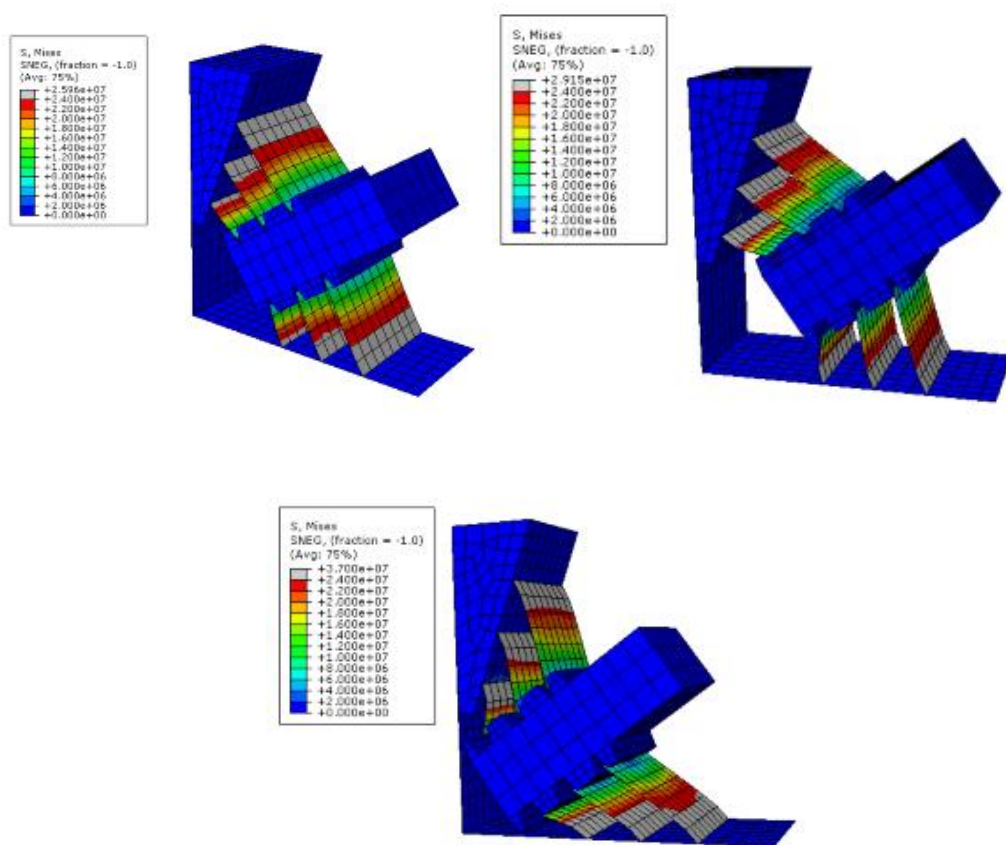 S, Mises
SNEG, (fraction = -1.0)
(Avg: 75%)
+2.596e+07
+2.400e+07
+2.200e+07
+2.000e+07
+1.800e+07
+1.600e+07
+1.400e+07
+1.200e+07
+1.000e+07
+8.000e+06
+6.000e+06
+4.000e+06
+2.000e+06
+0.000e+00
S, Mises
SNEG, (fraction = -1.0)
(Avg: 75%)
+2.915e+07
+2.400e+07
+2.200e+07
+2.000e+07
+1.800e+07
+1.600e+07
+1.400e+07
+1.200e+07
+1.000e+07
+8.000e+06
+6.000e+06
+4.000e+06
+2.000e+06
+0.000e+00
S, Mises
SNEG, (fraction = -1.0)
(Avg: 75%)
+3.700e+07
+2.400e+07
+2.200e+07
+2.000e+07
+1.800e+07
+1.600e+07
+1.400e+07
+1.200e+07
+1.000e+07
+8.000e+06
+6.000e+06
+4.000e+06
+2.000e+06
+0.000e+00